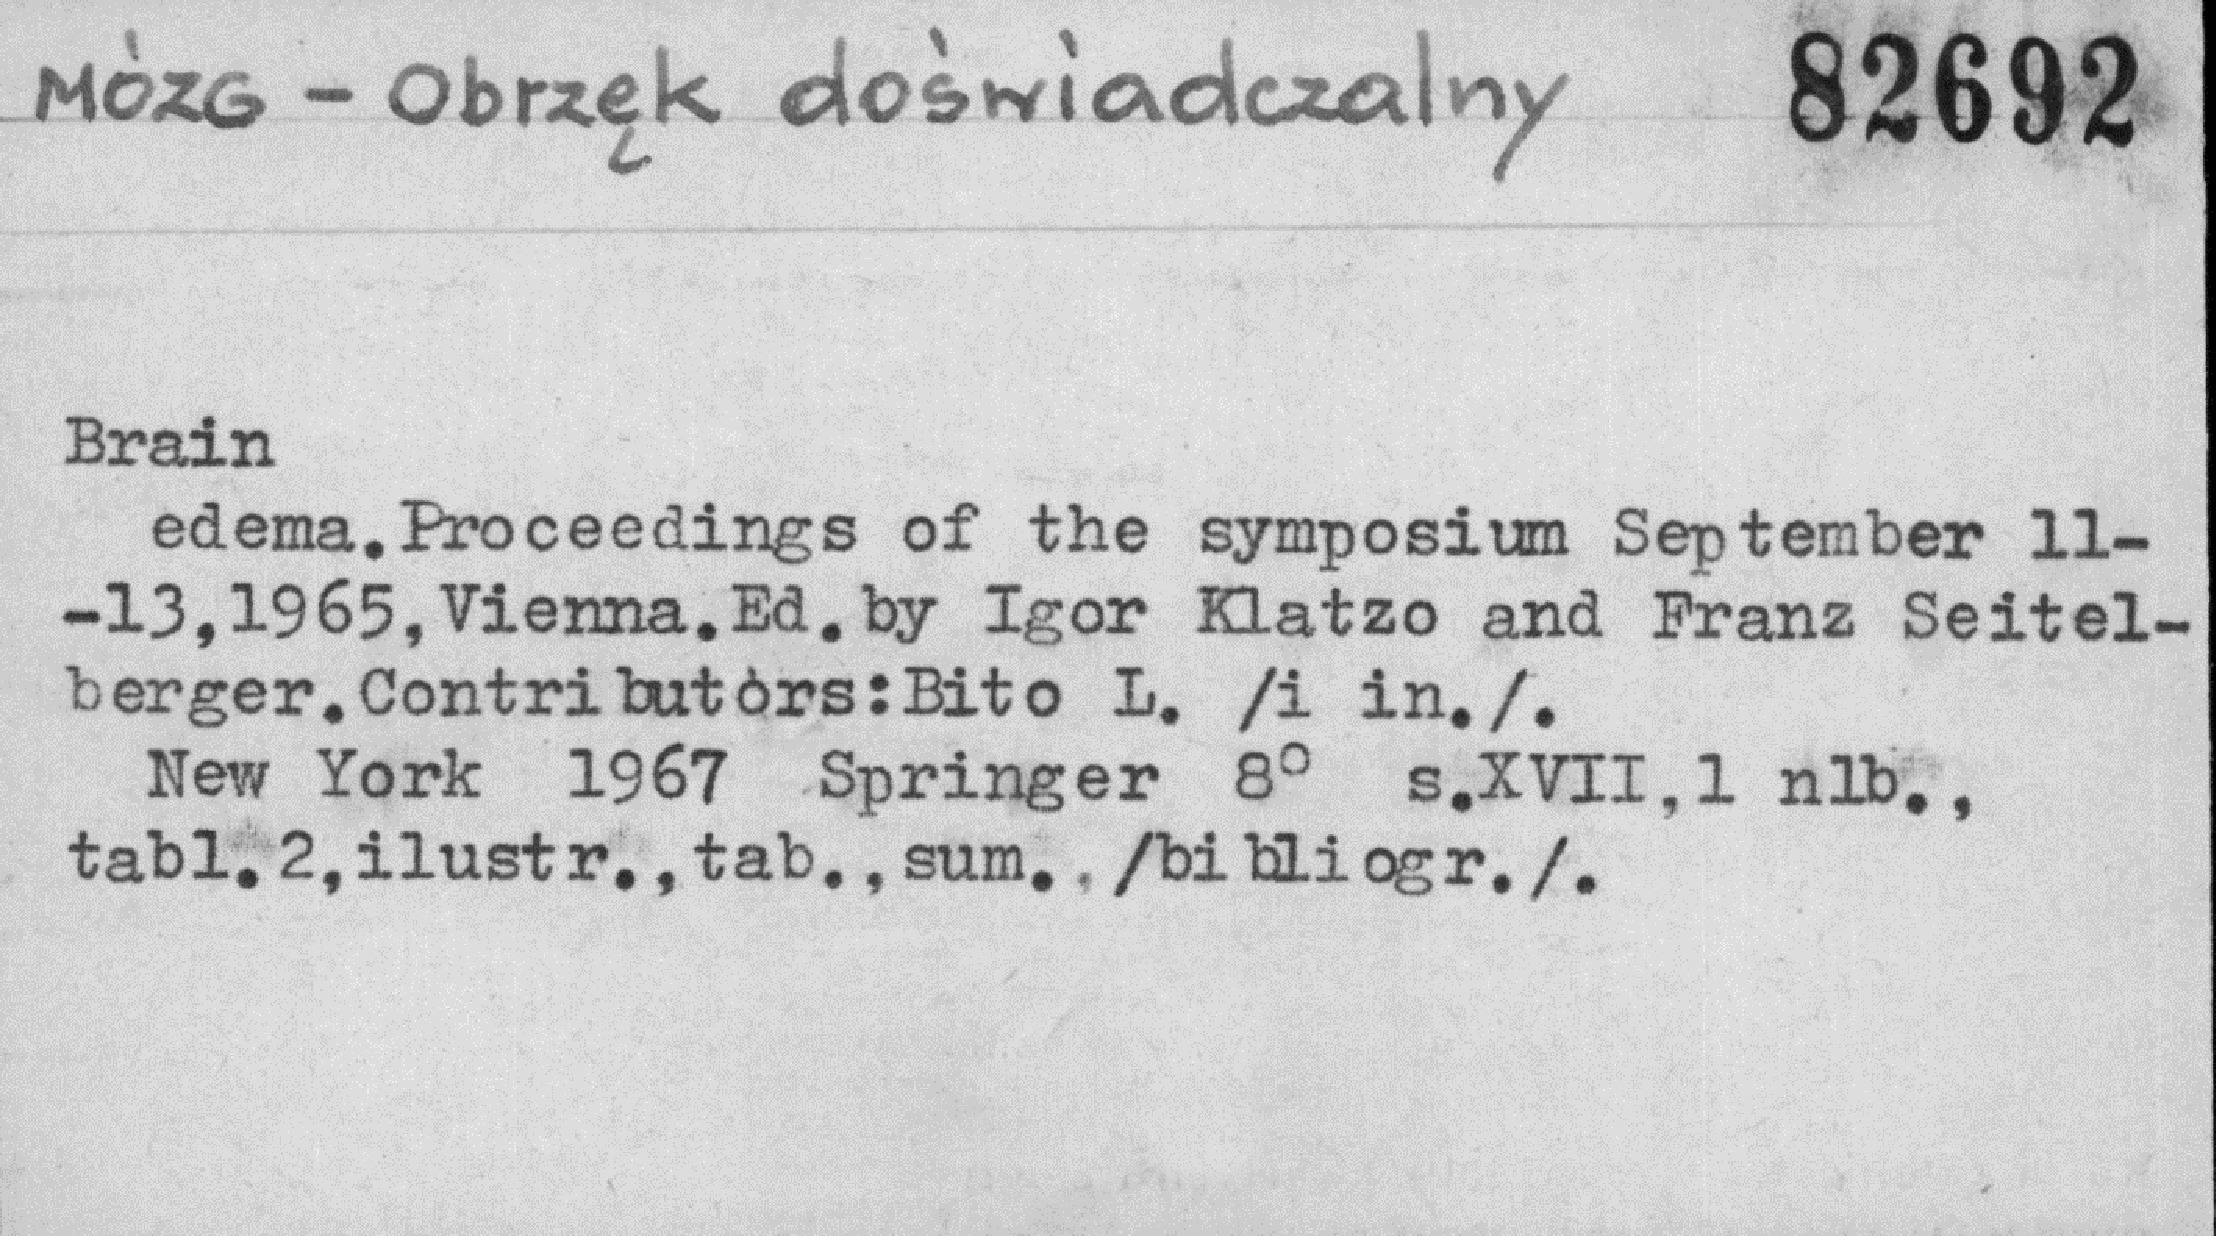 MÓZG - Obrzęk doświadczalny 82692
Brain
edema.Proceedings of the symposium September 11-
-13,1965,Vienna.Ed.by Igor Klatzo and Franz Seitel-
berger.Contributors:Bito L. /i in./.
New York 1967 Springer 8° s.XVII,1 nlb.,
tabl.2,ilustr.,tab.,sum../bibliogr./.